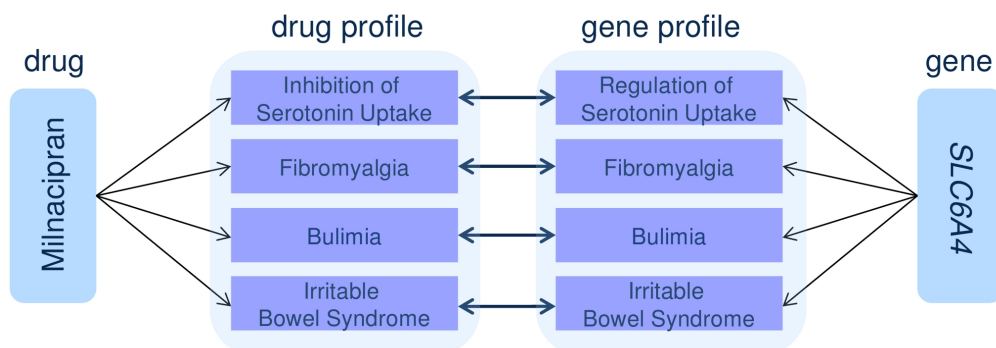 drug profile
gene profile
drug
gene
Milnacipran
Inhibition of
Serotonin Uptake
Regulation of
Serotonin Uptake
Fibromyalgia
Fibromyalgia
Bulimia
Bulimia
Irritable
Bowel Syndrome
Irritable
Bowel Syndrome
SLC6A4